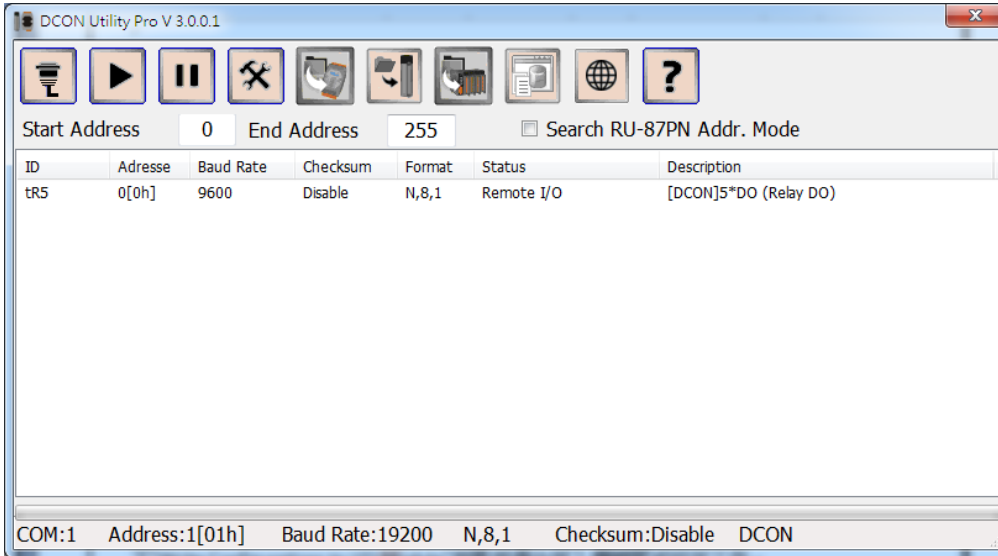 DCON Utility Pro V 3.0.0.1
Start Address 0 End Address 255 Search RU-87PN Addr. Mode
ID Adresse Baud Rate Checksum Format Status Description
tR5 0[0h] 9600 Disable N,8,1 Remote I/O [DCON]5*DO (Relay DO)
COM:1 Address:1[01h] Baud Rate:19200 N,8,1 Checksum:Disable DCON